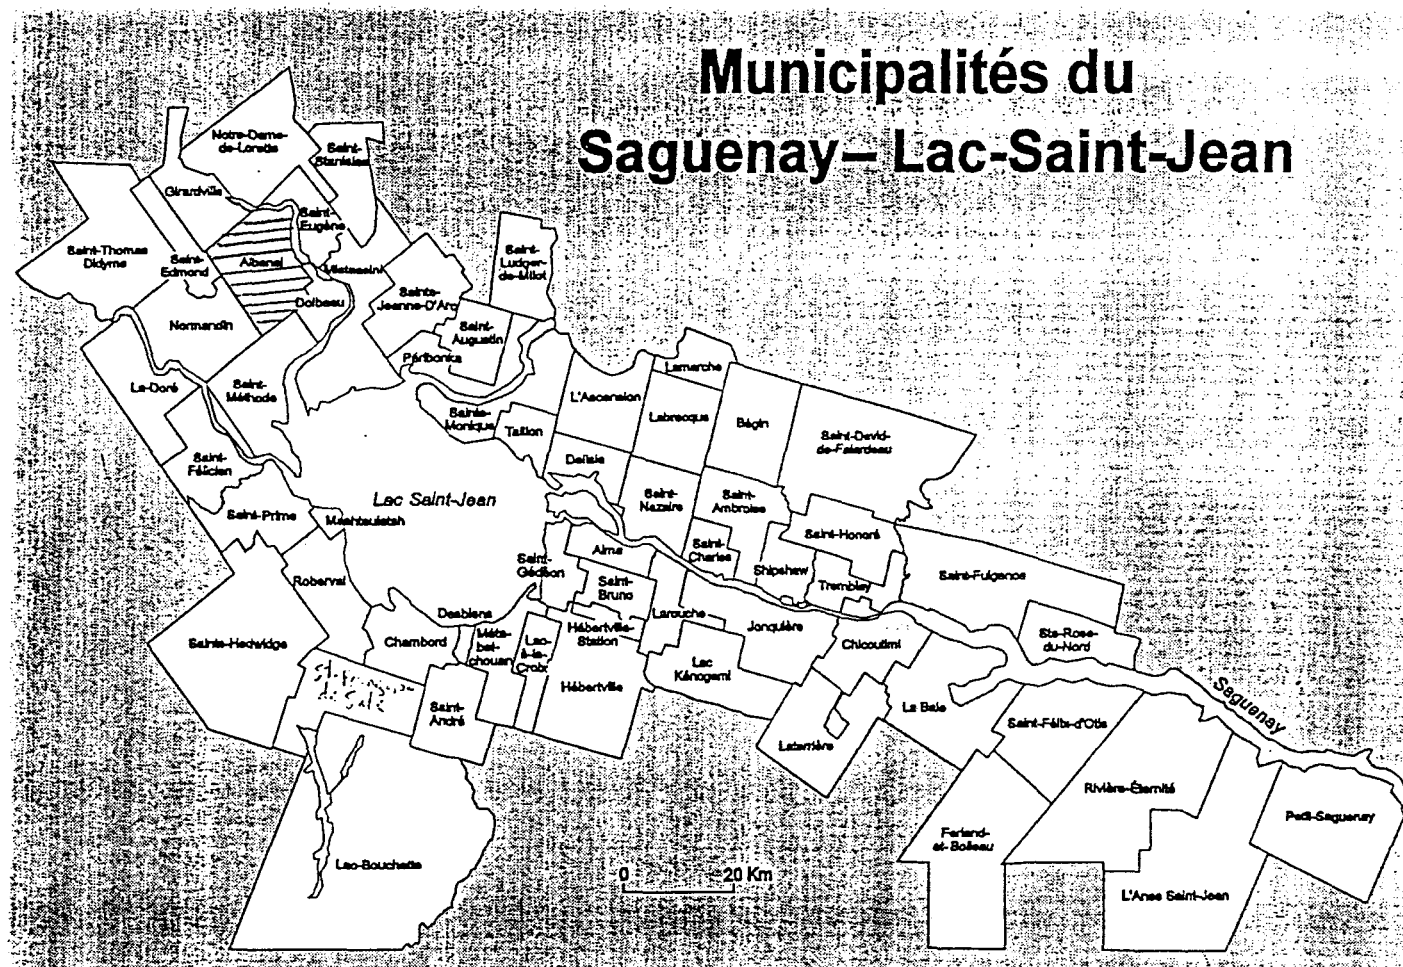 Municipalités du
Saguenay– Lac-Saint-Jean
Notre-Dame-
de-Lorette
Saint-
Stanislas
Girardville
Saint-
Eugène
Saint-Thomas
Didyme
Saint-
Edmond
Albanel
Mistassini
Dolbeau
Normandin
Sainte-
Jeanne-D'Arc
Saint-
Ludger-
de-Milot
Saint-
Augustin
Péribonka
La-Doré
Saint-
Méthode
Sainte-
Monique
Taillon
L'Ascension
Lamarche
Labrecque
Bégin
Saint-David-
de-Falardeau
Saint-
Félicien
Delisle
Lac Saint-Jean
Saint-
Nazaire
Saint-
Ambroise
Saint-Prime
Mashteuiatsh
Saint-Honoré
Alma
Saint-
Charles
Shipshaw
Tremblay
Saint-Fulgence
Roberval
Saint-
Gédéon
Saint-
Bruno
Larouche
Desbiens
Jonquière
Ste-Rose-
du-Nord
Sainte-Hedwidge
Chambord
Méta-
bet-
chouan
Lac-
à-la-
Croix
Hébertville-
Station
Chicoutimi
Lac
Kénogami
Hébertville
Saint-
André
La Baie
Saint-Félix-d'Otis
Saguenay
Laterrière
Rivière-Éternité
Petit-Saguenay
Ferland-
et-Boileau
Lac-Bouchette
0 20 Km
L'Anse Saint-Jean